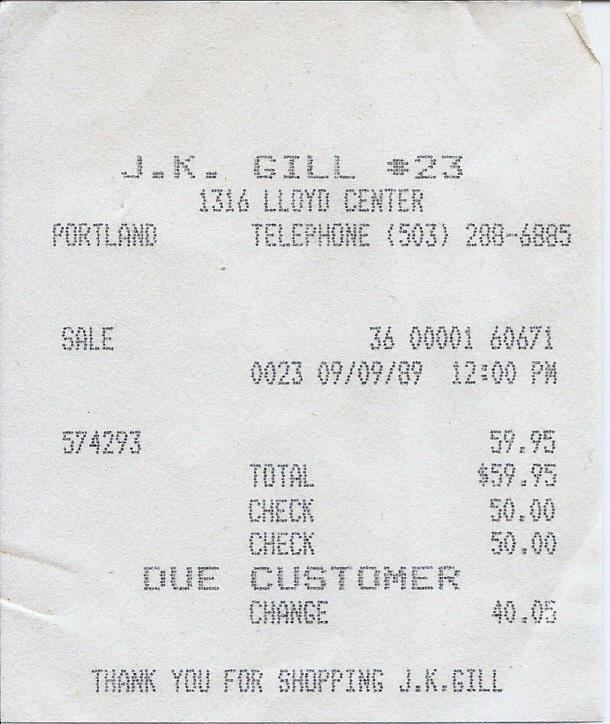 J.K. GILL #23
1316 LLOYD CENTER
PORTLAND TELEPHONE (503) 288-6885
SALE 36 00001 60671
0023 09/09/89 12:00 PM
574293 59.95
TOTAL $59.95
CHECK 50.00
CHECK 50.00
DUE CUSTOMER
CHANGE 40.05
THANK YOU FOR SHOPPING J.K.GILL